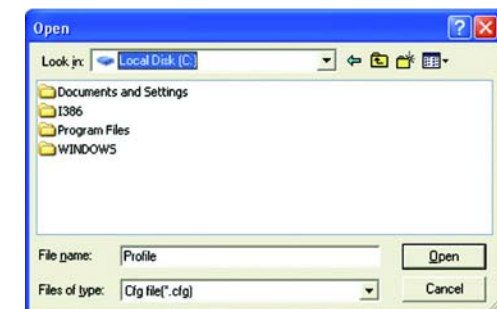 Open
Look in: Local Disk (C:)
Documents and Settings
I386
Program Files
WINDOWS
File name: Profile Open
Files of type: Cfg file(*.cfg) Cancel